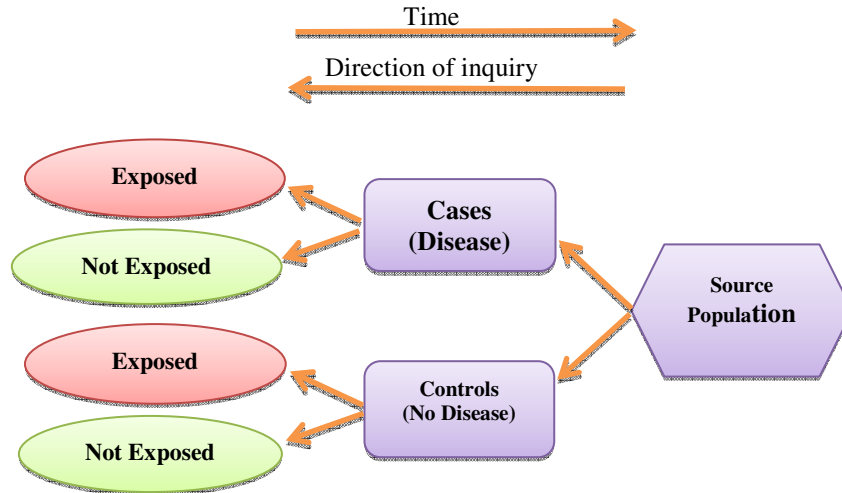 Time
Direction of inquiry
Exposed
Not Exposed
Cases
(Disease)
Source
Population
Exposed
Not Exposed
Controls
(No Disease)